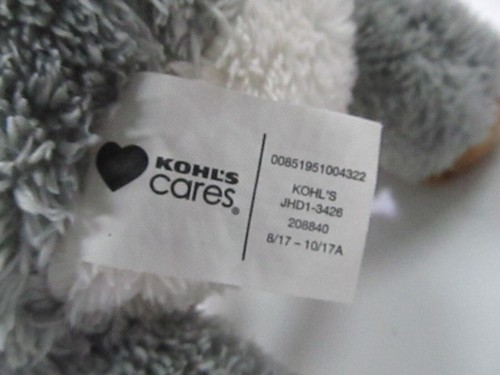 KOHL'S
cares®
00851951004322
KOHL'S
JHD1-3426
208840
8/17 – 10/17A